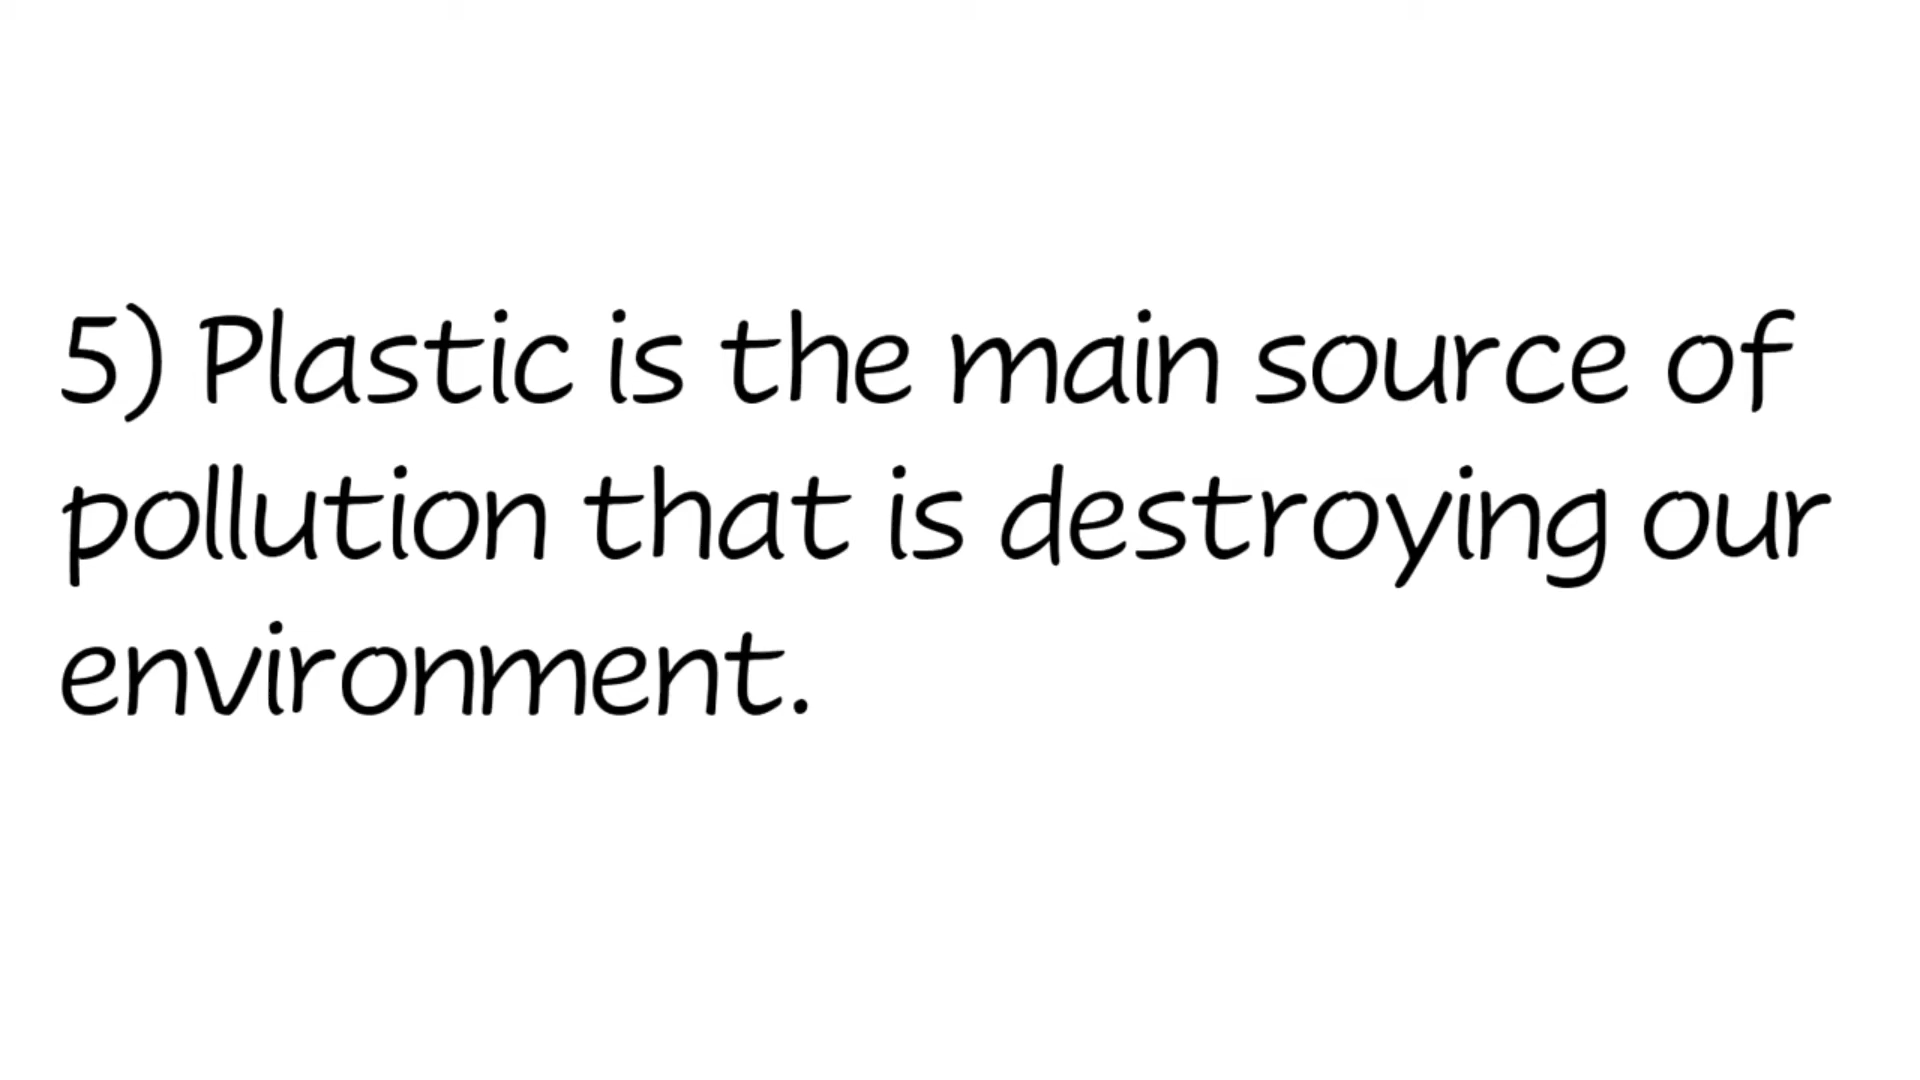 5) Plastic is the main source of
pollution that is destroying our
environment.